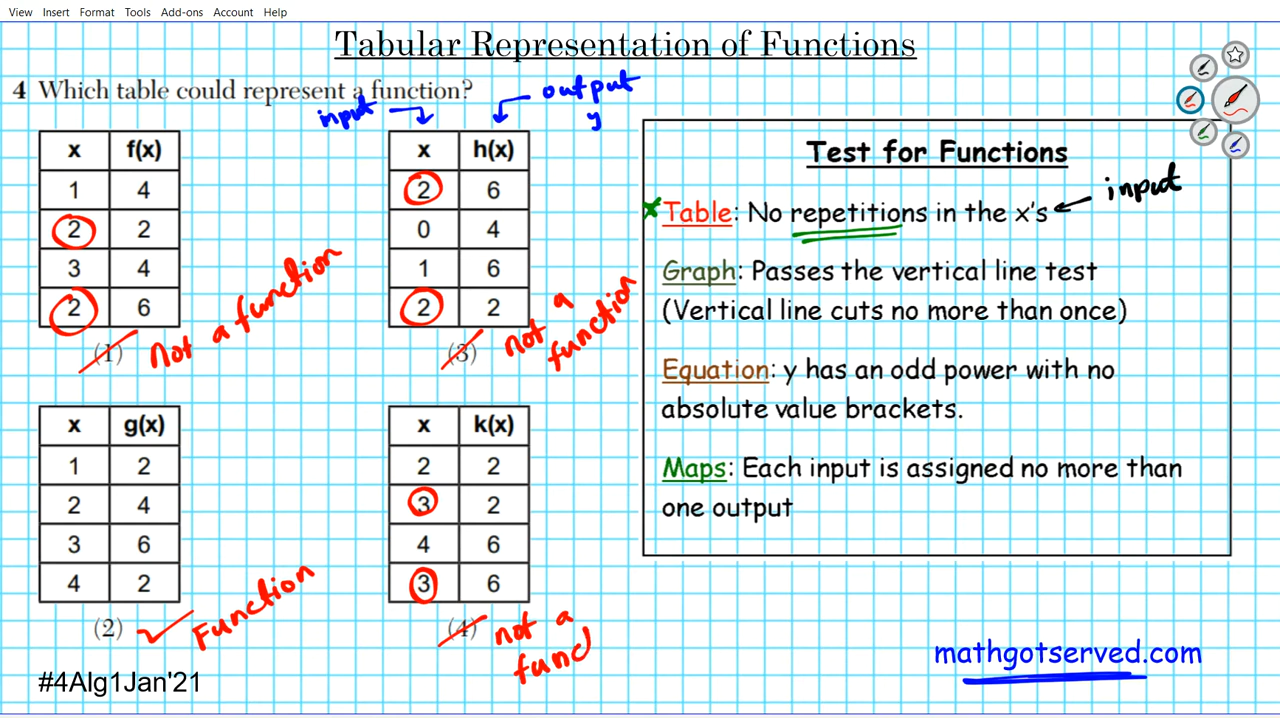 View Insert Format Tools Add-ons Account Help
Tabular Representation of Functions
4 Which table could represent a function?
input
output
y
x f(x)
1 4
2 2
3 4
2 6
(1) not a function
x h(x)
2 6
0 4
1 6
2 2
(3) not a function
x g(x)
1 2
2 4
3 6
4 2
(2) Function
x k(x)
2 2
3 2
4 6
3 6
(4) not a
func
Test for Functions
input
Table: No repetitions in the x's
Graph: Passes the vertical line test
(Vertical line cuts no more than once)
Equation: y has an odd power with no
absolute value brackets.
Maps: Each input is assigned no more than
one output
mathgotserved.com
#4Alg1Jan'21